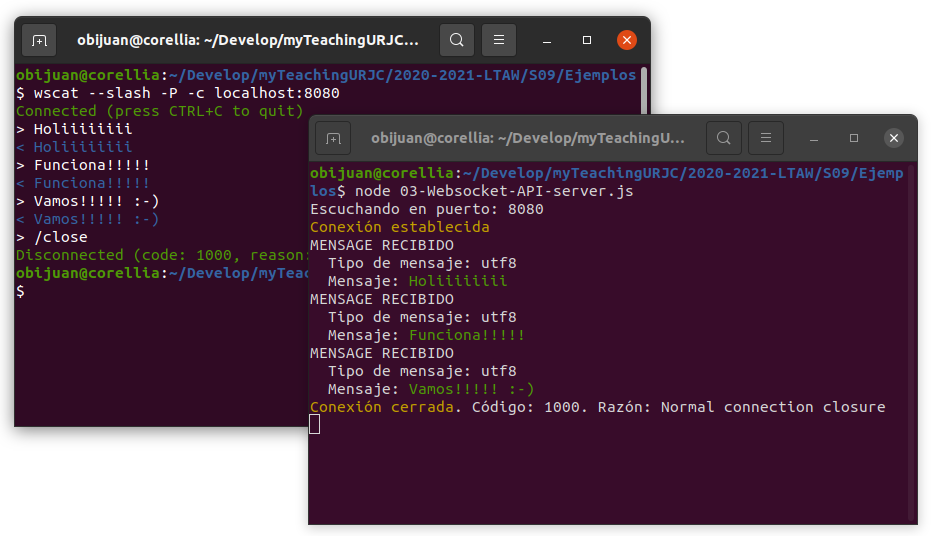 obijuan@corellia: ~/Develop/myTeachingURJC...
obijuan@corellia:~/Develop/myTeachingURJC/2020-2021-LTAW/S09/Ejemplos
$ wscat --slash -P -c localhost:8080
Connected (press CTRL+C to quit)
> Holiiiiiiii
< Holiiiiiiii
> Funciona!!!!!
< Funciona!!!!!
> Vamos!!!!! :-)
< Vamos!!!!! :-)
> /close
Disconnected (code: 1000, reason:
obijuan@corellia:~/Develop/myTeac
$
obijuan@corellia: ~/Develop/myTeachingU...
obijuan@corellia:~/Develop/myTeachingURJC/2020-2021-LTAW/S09/Ejemp
los$ node 03-Websocket-API-server.js
Escuchando en puerto: 8080
Conexión establecida
MENSAGE RECIBIDO
  Tipo de mensaje: utf8
  Mensaje: Holiiiiiiii
MENSAGE RECIBIDO
  Tipo de mensaje: utf8
  Mensaje: Funciona!!!!!
MENSAGE RECIBIDO
  Tipo de mensaje: utf8
  Mensaje: Vamos!!!!! :-)
Conexión cerrada. Código: 1000. Razón: Normal connection closure